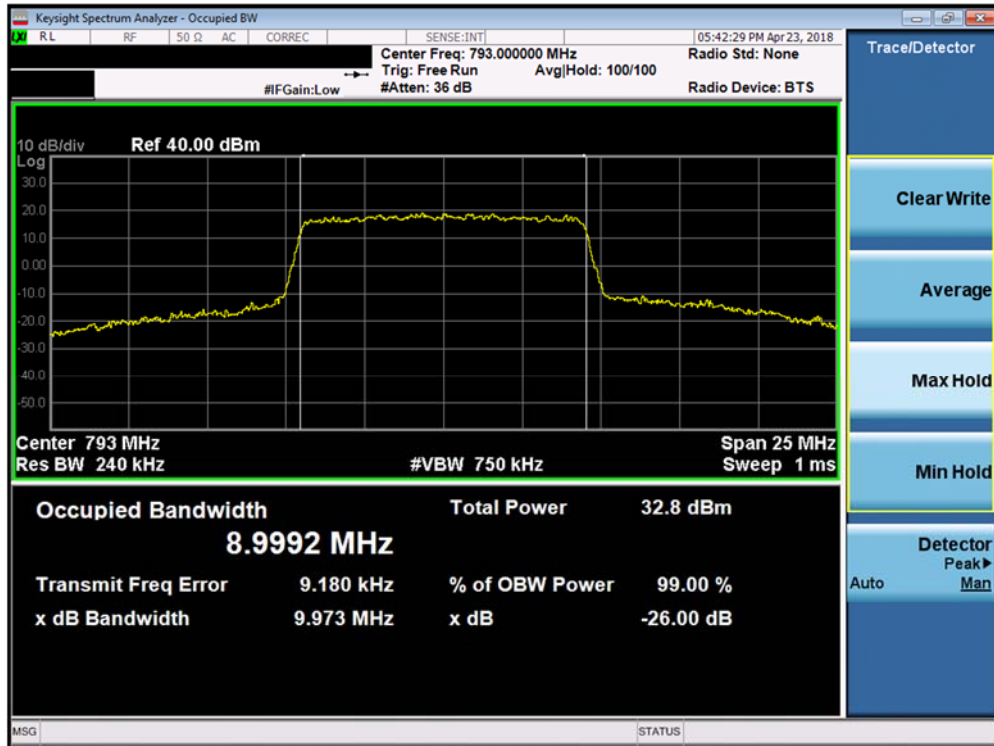 Keysight Spectrum Analyzer - Occupied BW
LXI RL RF 50 Ω AC CORREC SENSE:INT 05:42:29 PM Apr 23, 2018
Center Freq: 793.000000 MHz Radio Std: None
Trig: Free Run Avg|Hold: 100/100
#IFGain:Low #Atten: 36 dB Radio Device: BTS
10 dB/div Ref 40.00 dBm
Log
30.0
20.0
10.0
0.00
-10.0
-20.0
-30.0
-40.0
-50.0
Center 793 MHz Span 25 MHz
Res BW 240 kHz #VBW 750 kHz Sweep 1 ms
Occupied Bandwidth Total Power 32.8 dBm
8.9992 MHz
Transmit Freq Error 9.180 kHz % of OBW Power 99.00 %
x dB Bandwidth 9.973 MHz x dB -26.00 dB
MSG STATUS
Trace/Detector
Clear Write
Average
Max Hold
Min Hold
Detector
Peak▶
Auto Man